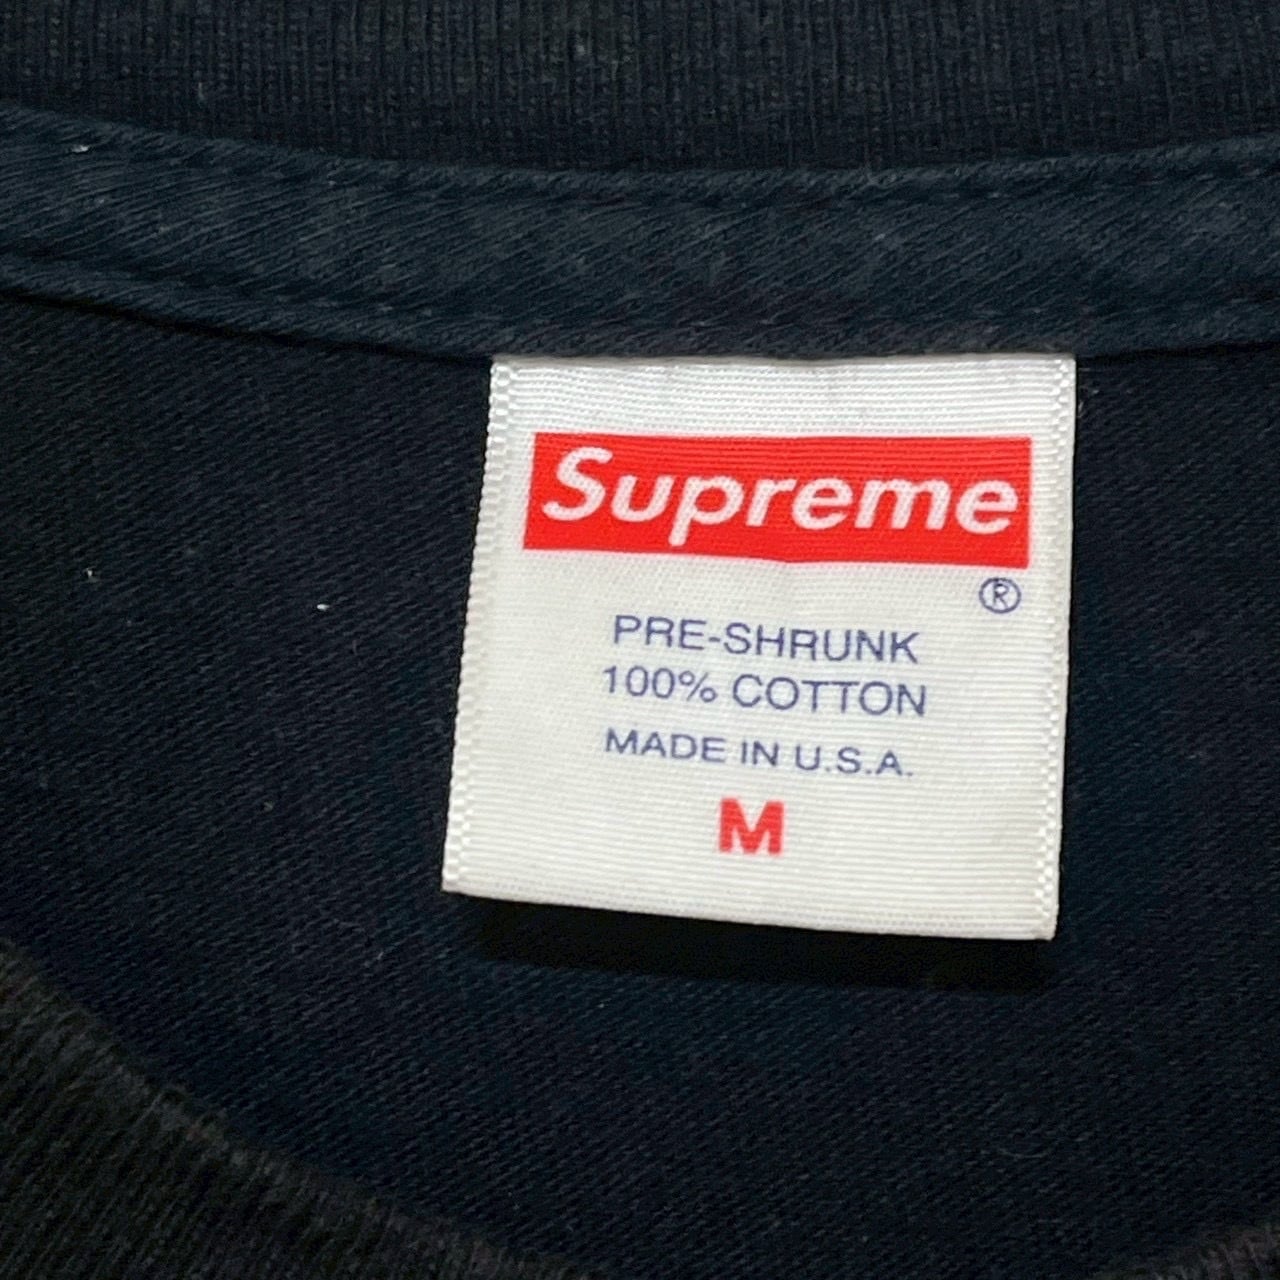 Supreme
®
PRE-SHRUNK
100% COTTON
MADE IN U.S.A.
M